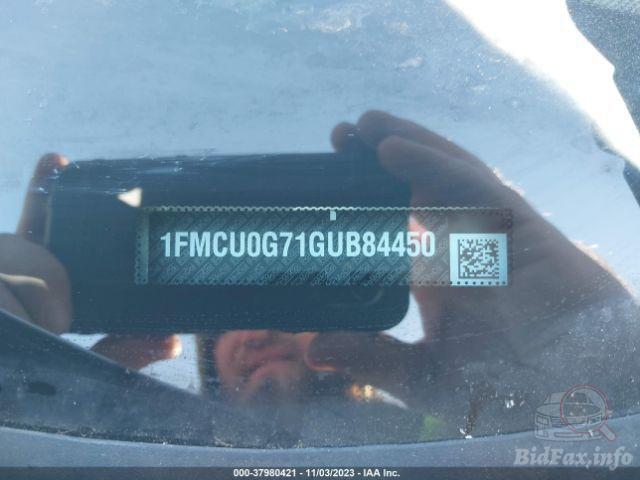 1FMCU0G71GUB84450
000-37980421 - 11/03/2023 - IAA Inc.
BidFax.info